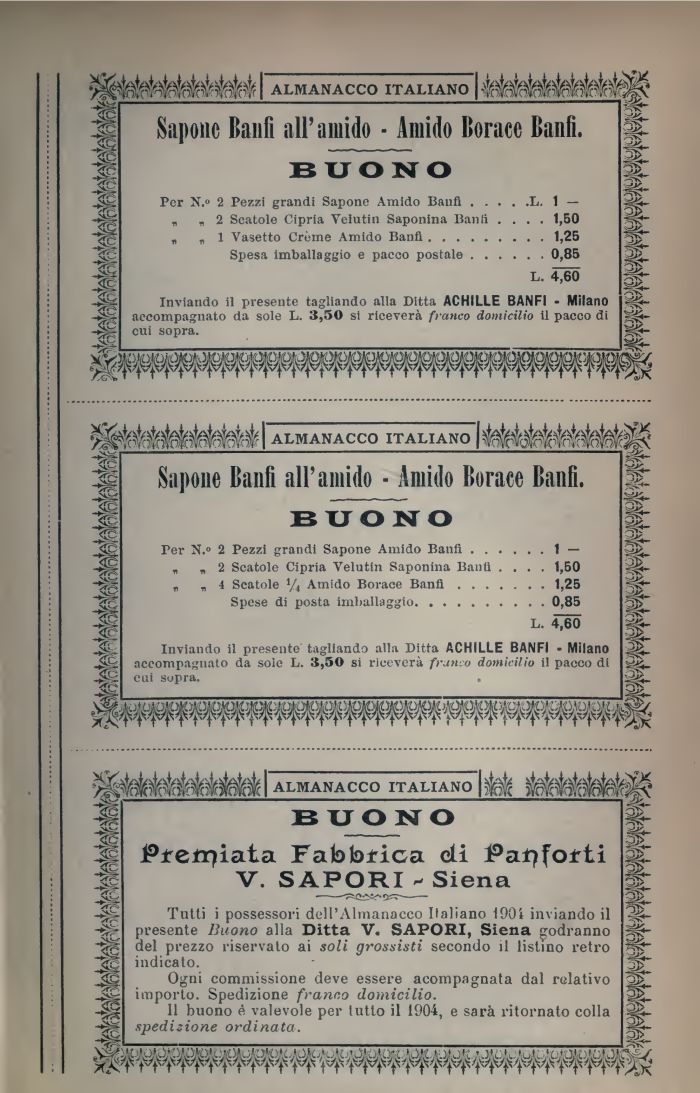 ALMANACCO ITALIANO
Sapone Banfi all'amido - Amido Borace Banfi.
BUONO
Per N.o 2 Pezzi grandi Sapone Amido Banfi . . . . .L. 1 —
„ „ 2 Scatole Cipria Velutin Saponina Banfi . . . . 1,50
„ „ 1 Vasetto Crème Amido Banfi . . . . . . . . . 1,25
Spesa imballaggio e pacco postale . . . . . . 0,85
L. 4,60
Inviando il presente tagliando alla Ditta ACHILLE BANFI - Milano
accompagnato da sole L. 3,50 si riceverà franco domicilio il pacco di
cui sopra.
ALMANACCO ITALIANO
Sapone Banfi all'amido - Amido Borace Banfi.
BUONO
Per N.o 2 Pezzi grandi Sapone Amido Banfi . . . . . . 1 —
„ „ 2 Scatole Cipria Velutin Saponina Banfi . . . . 1,50
„ „ 4 Scatole 1/4 Amido Borace Banfi . . . . . . . 1,25
Spese di posta imballaggio. . . . . . . . . . . 0,85
L. 4,60
Inviando il presente tagliando alla Ditta ACHILLE BANFI - Milano
accompagnato da sole L. 3,50 si riceverà franco domicilio il pacco di
cui sopra.
ALMANACCO ITALIANO
BUONO
Premiata Fabbrica di Panforti
V. SAPORI - Siena
Tutti i possessori dell'Almanacco Italiano 1904 inviando il
presente Buono alla Ditta V. SAPORI, Siena godranno
del prezzo riservato ai soli grossisti secondo il listino retro
indicato.
Ogni commissione deve essere acompagnata dal relativo
importo. Spedizione franco domicilio.
Il buono è valevole per tutto il 1904, e sarà ritornato colla
spedizione ordinata.